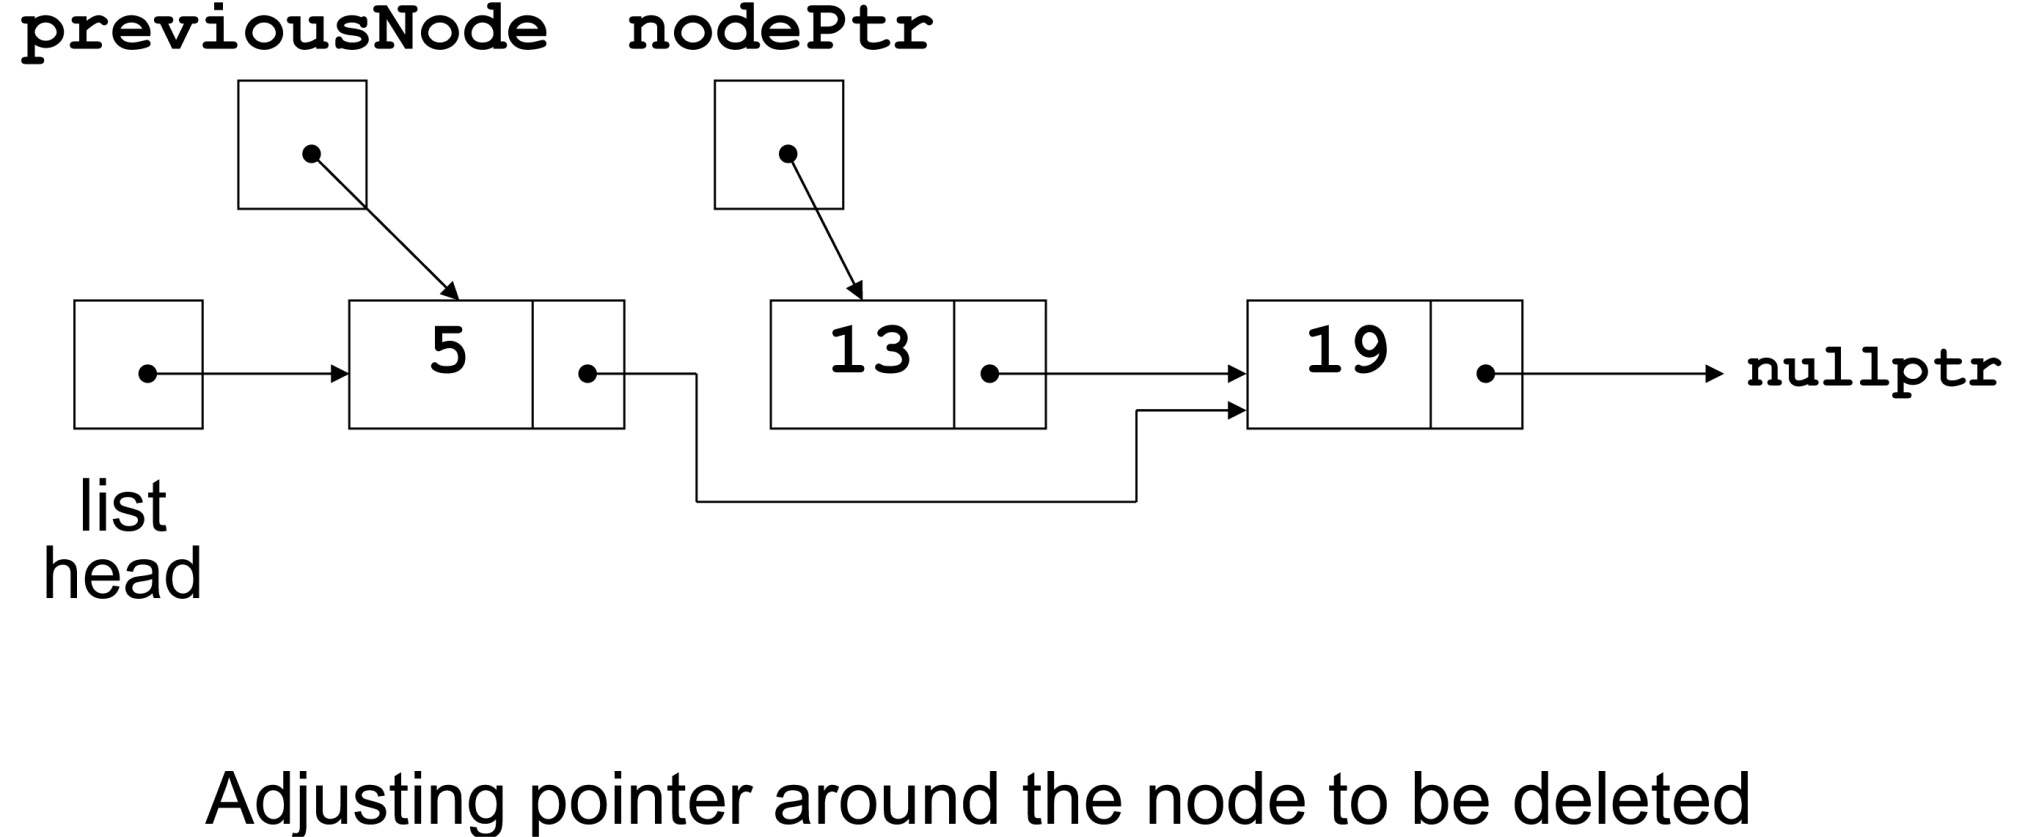 previousNode nodePtr
5 13 19 nullptr
list
head
Adjusting pointer around the node to be deleted